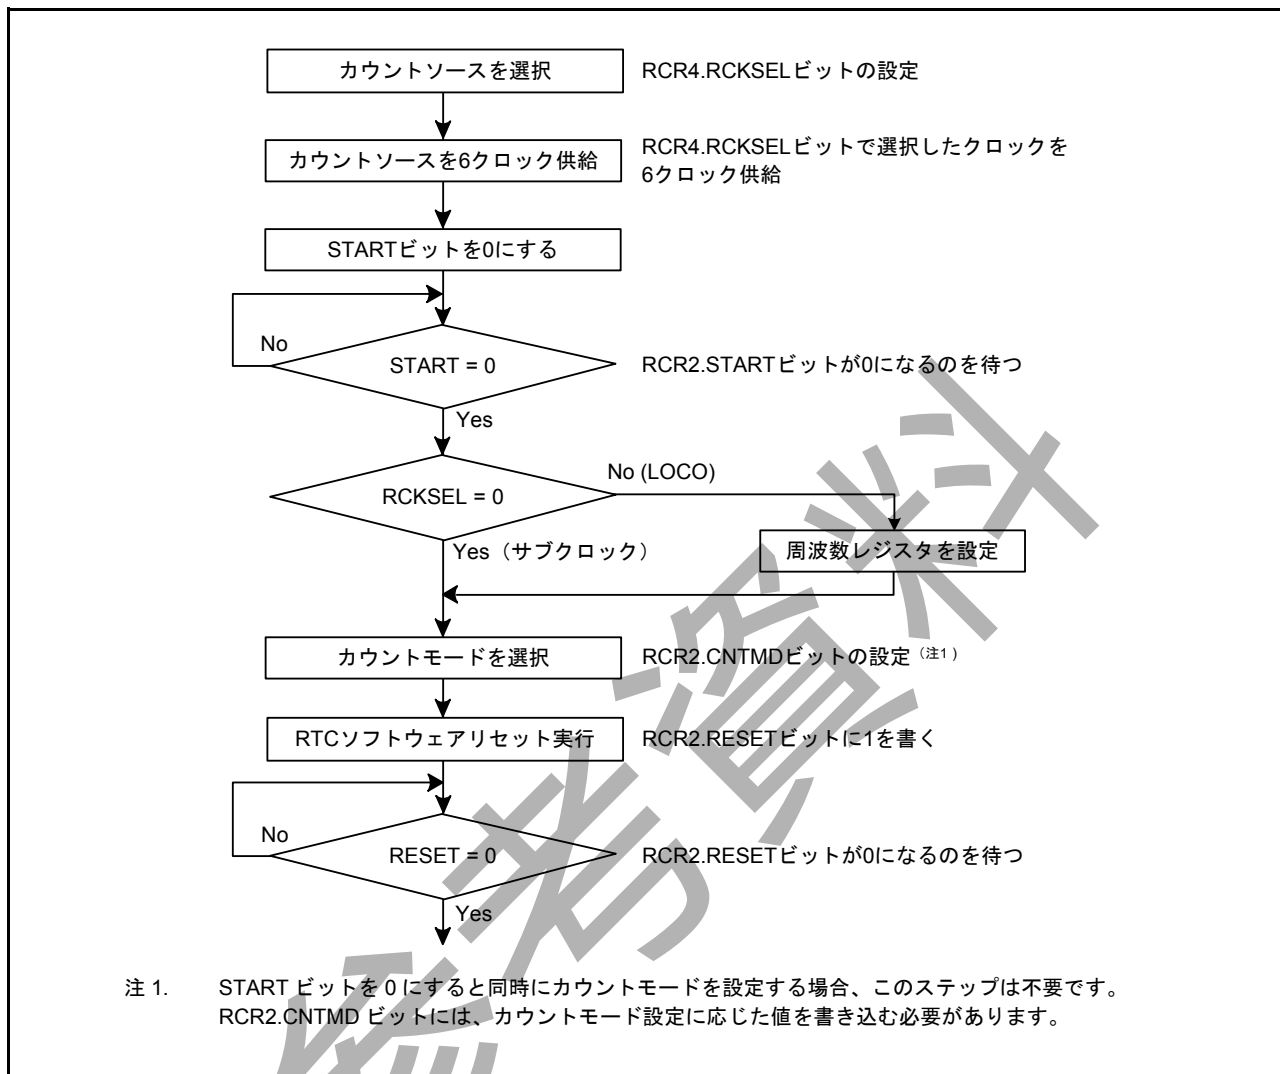 カウントソースを選択
RCR4.RCKSELビットの設定
カウントソースを6クロック供給
RCR4.RCKSELビットで選択したクロックを
6クロック供給
STARTビットを0にする
No
START = 0
RCR2.STARTビットが0になるのを待つ
Yes
No (LOCO)
RCKSEL = 0
Yes（サブクロック）
周波数レジスタを設定
カウントモードを選択
RCR2.CNTMDビットの設定（注1）
RTCソフトウェアリセット実行
RCR2.RESETビットに1を書く
No
RESET = 0
RCR2.RESETビットが0になるのを待つ
Yes
注 1. START ビットを 0 にすると同時にカウントモードを設定する場合、このステップは不要です。
RCR2.CNTMD ビットには、カウントモード設定に応じた値を書き込む必要があります。
参考資料